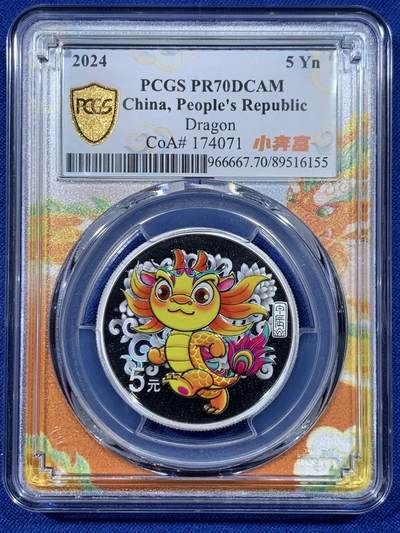 2024 5 Yn
PCGS PR70DCAM
PCGS
China, People's Republic
Dragon
CoA# 174071 小奔富
966667.70/89516155
5元